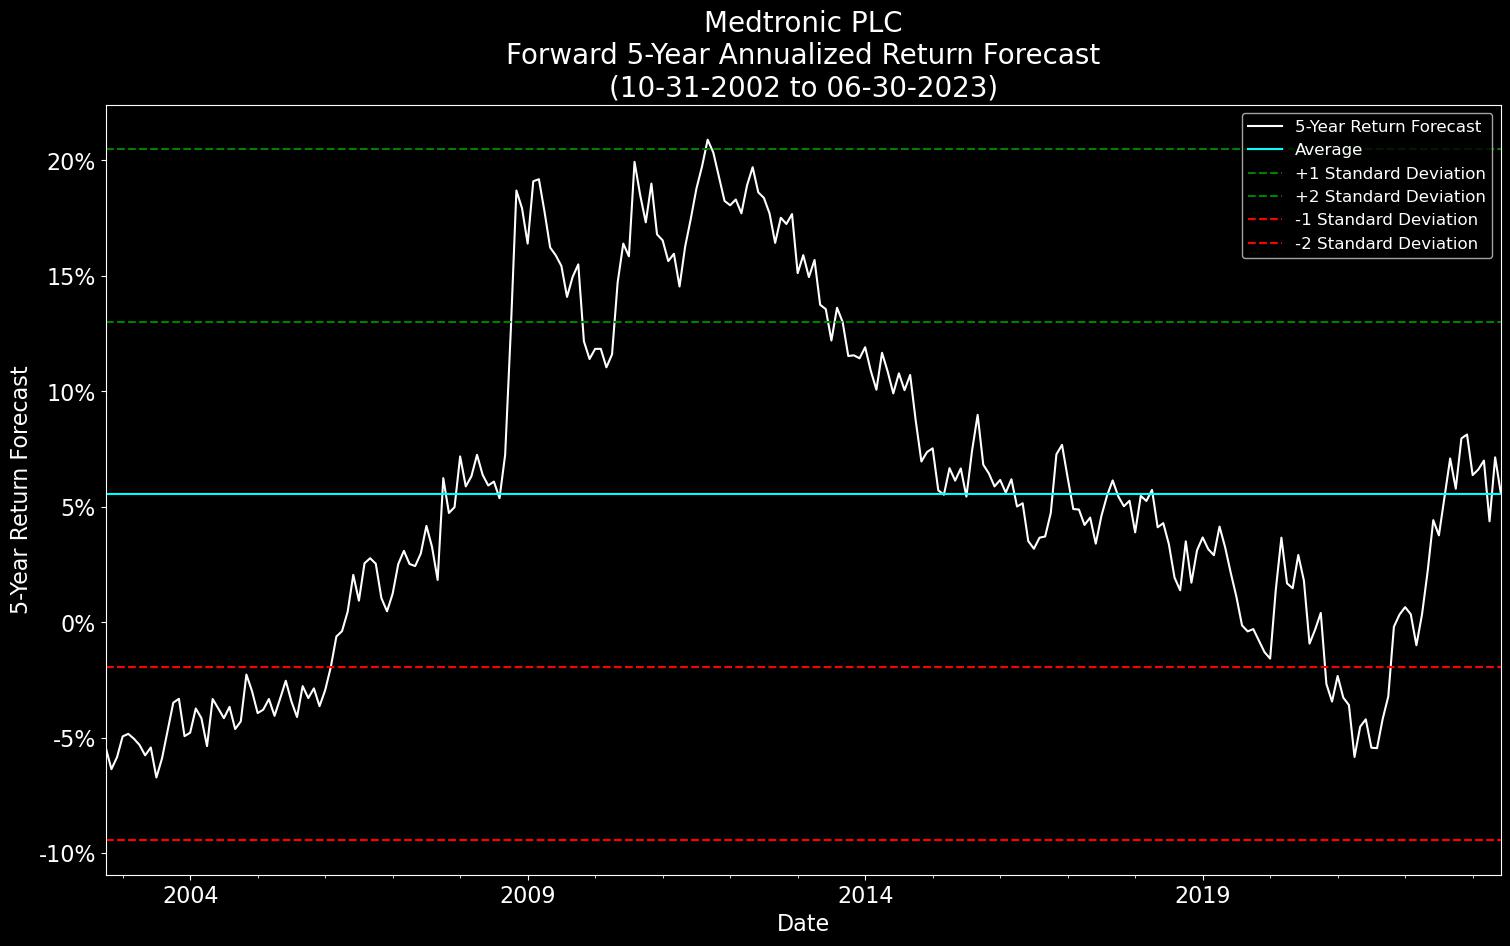 Medtronic PLC
Forward 5-Year Annualized Return Forecast
(10-31-2002 to 06-30-2023)
5-Year Return Forecast
Average
+1 Standard Deviation
+2 Standard Deviation
-1 Standard Deviation
-2 Standard Deviation
20%
15%
10%
5%
0%
-5%
-10%
5-Year Return Forecast
2004 2009 2014 2019
Date